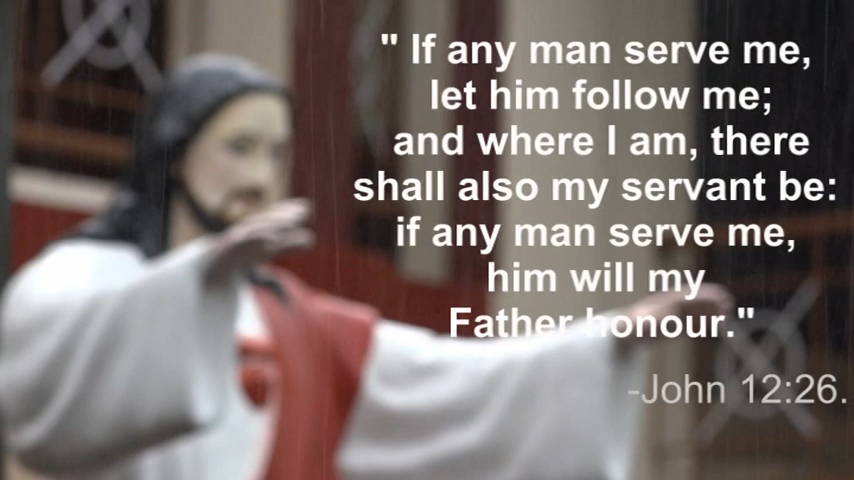 " If any man serve me,
let him follow me;
and where I am, there
shall also my servant be:
if any man serve me,
him will my
Father honour."
-John 12:26.